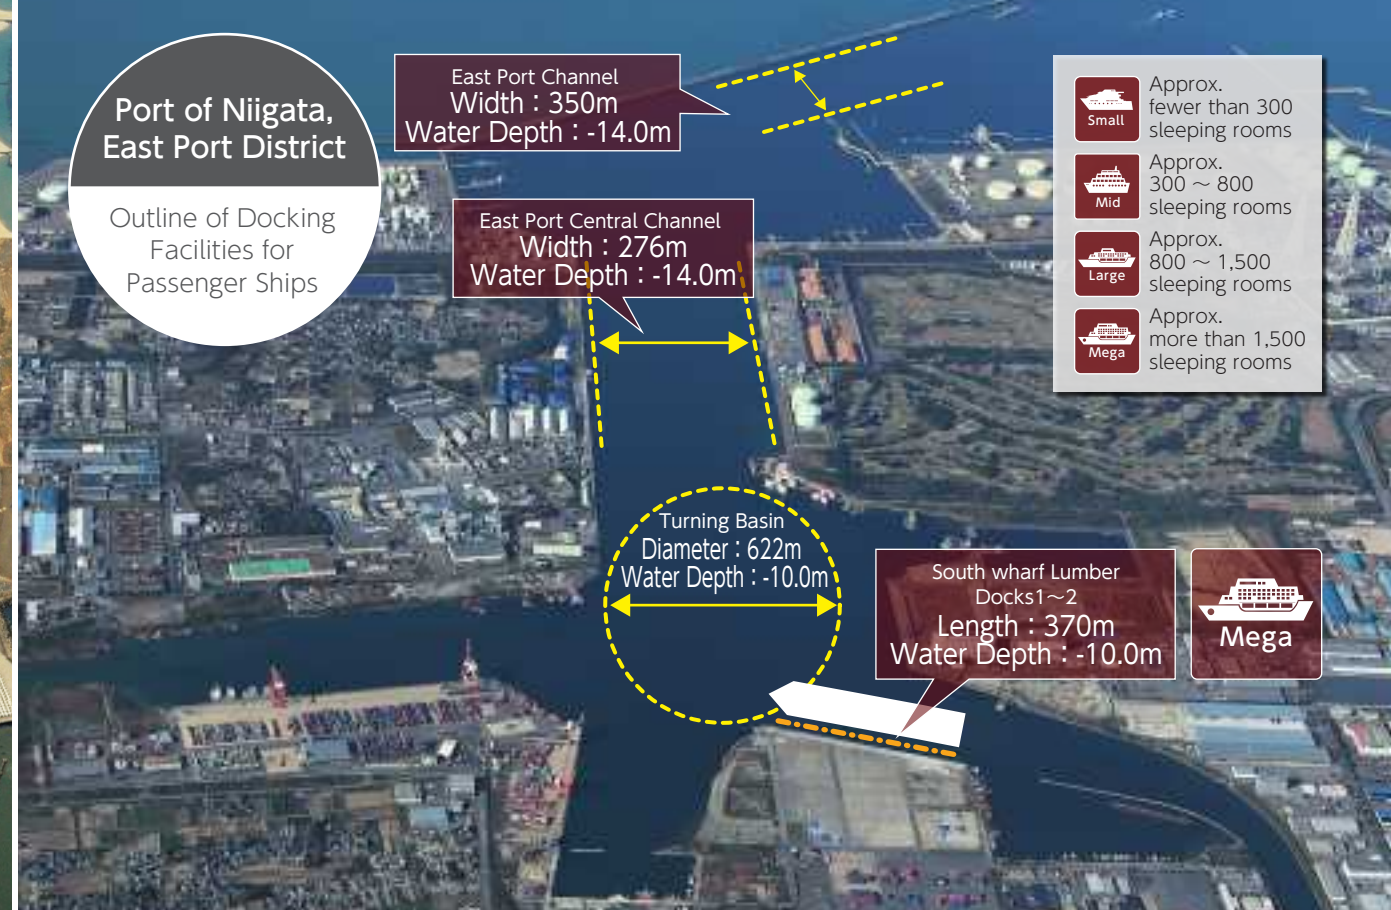 Port of Niigata,
East Port District
Outline of Docking
Facilities for
Passenger Ships
East Port Channel
Width：350m
Water Depth：-14.0m
East Port Central Channel
Width：276m
Water Depth：-14.0m
Small
Approx.
fewer than 300
sleeping rooms
Mid
Approx.
300 ～ 800
sleeping rooms
Large
Approx.
800 ～ 1,500
sleeping rooms
Mega
Approx.
more than 1,500
sleeping rooms
Turning Basin
Diameter：622m
Water Depth：-10.0m
South wharf Lumber
Docks1～2
Length：370m
Water Depth：-10.0m
Mega